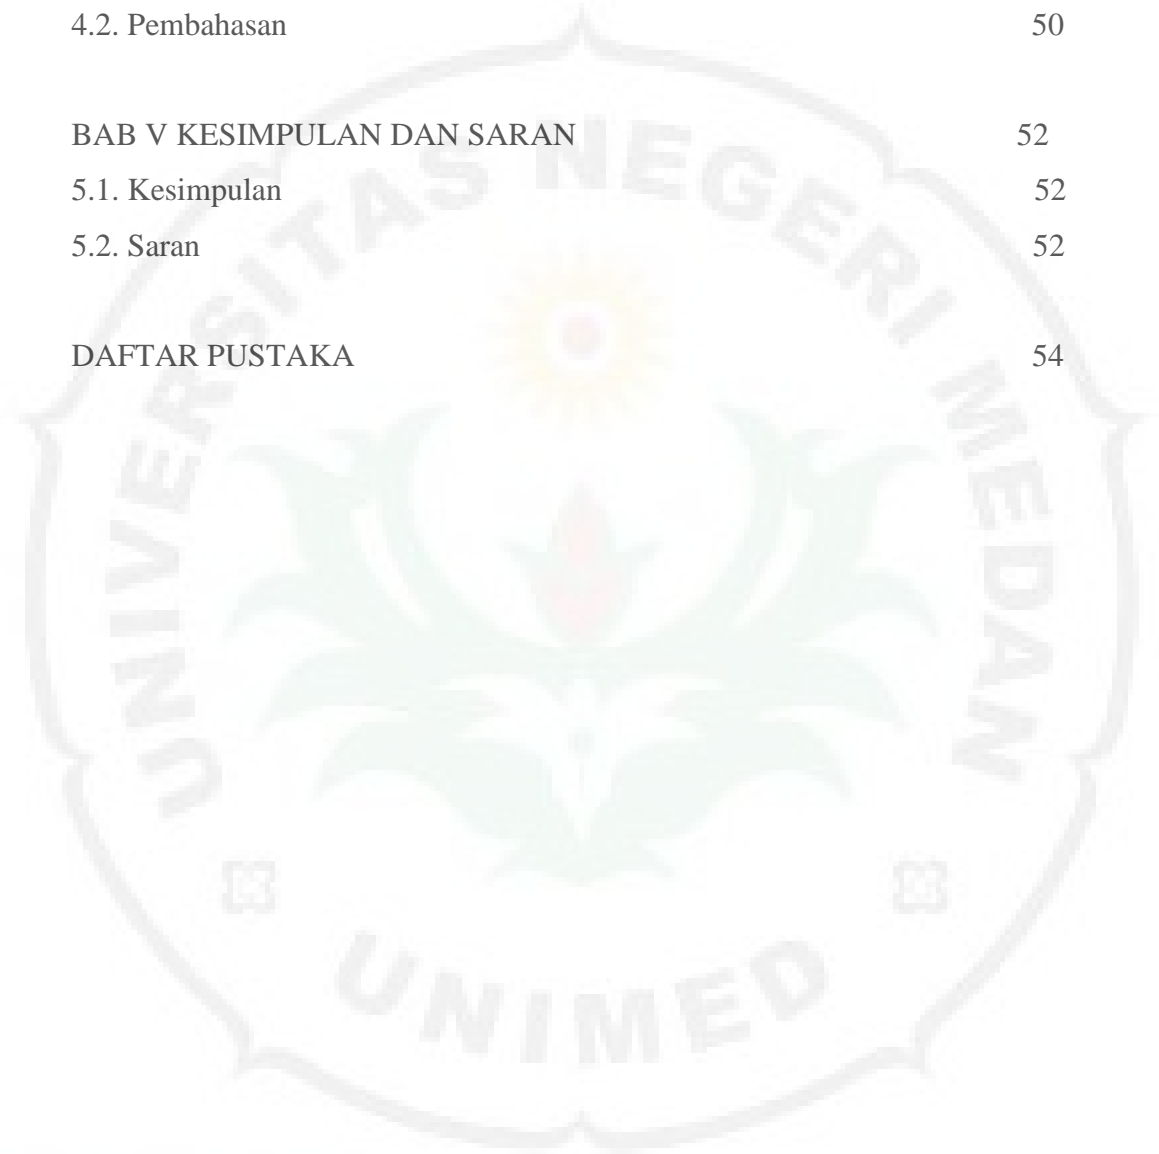 4.2. Pembahasan 50
BAB V KESIMPULAN DAN SARAN 52
5.1. Kesimpulan 52
5.2. Saran 52
DAFTAR PUSTAKA 54
UNIVERSITAS NEGERI MEDAN
UNIMED